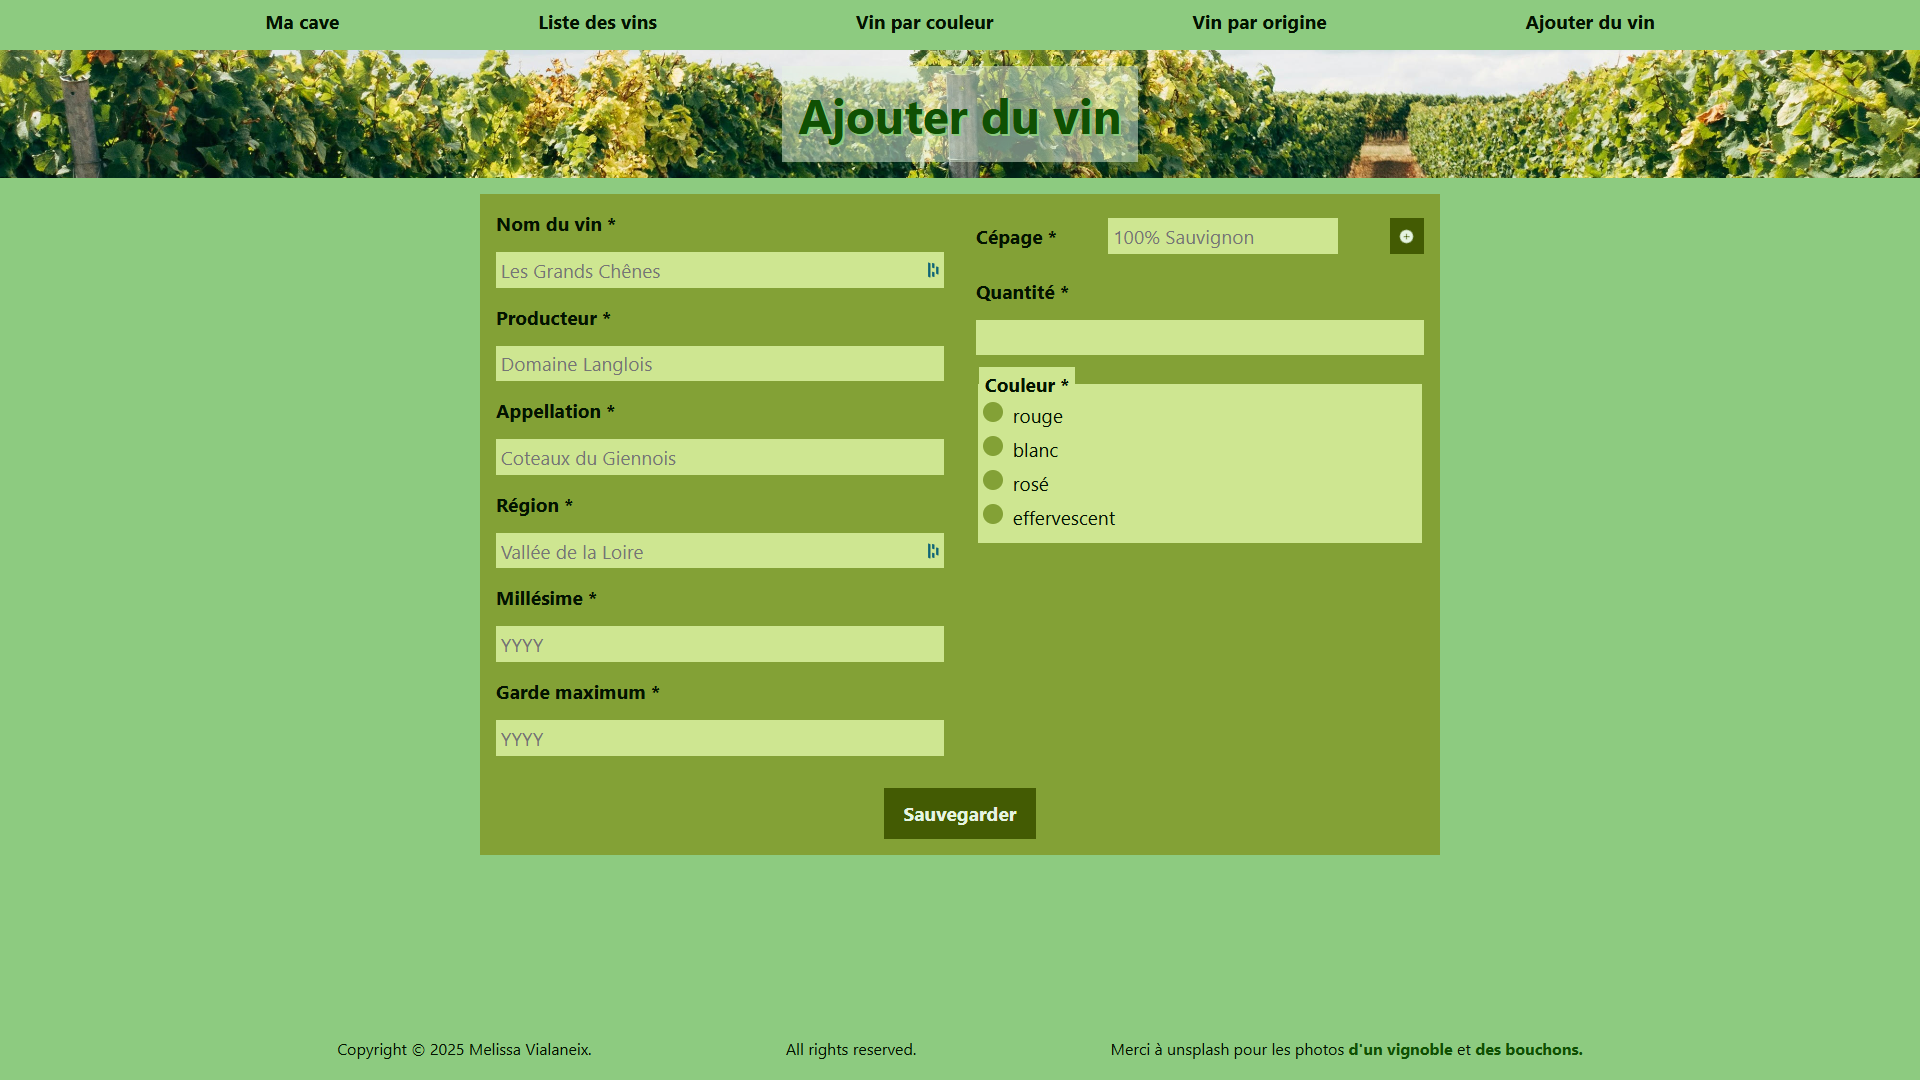 Ma cave
Liste des vins
Vin par couleur
Vin par origine
Ajouter du vin
Ajouter du vin
Nom du vin *
Les Grands Chênes
Producteur *
Domaine Langlois
Appellation *
Coteaux du Giennois
Région *
Vallée de la Loire
Millésime *
YYYY
Garde maximum *
YYYY
Cépage *
100% Sauvignon
Quantité *
Couleur *
rouge
blanc
rosé
effervescent
Sauvegarder
Copyright © 2025 Melissa Vialaneix.
All rights reserved.
Merci à unsplash pour les photos d'un vignoble et des bouchons.